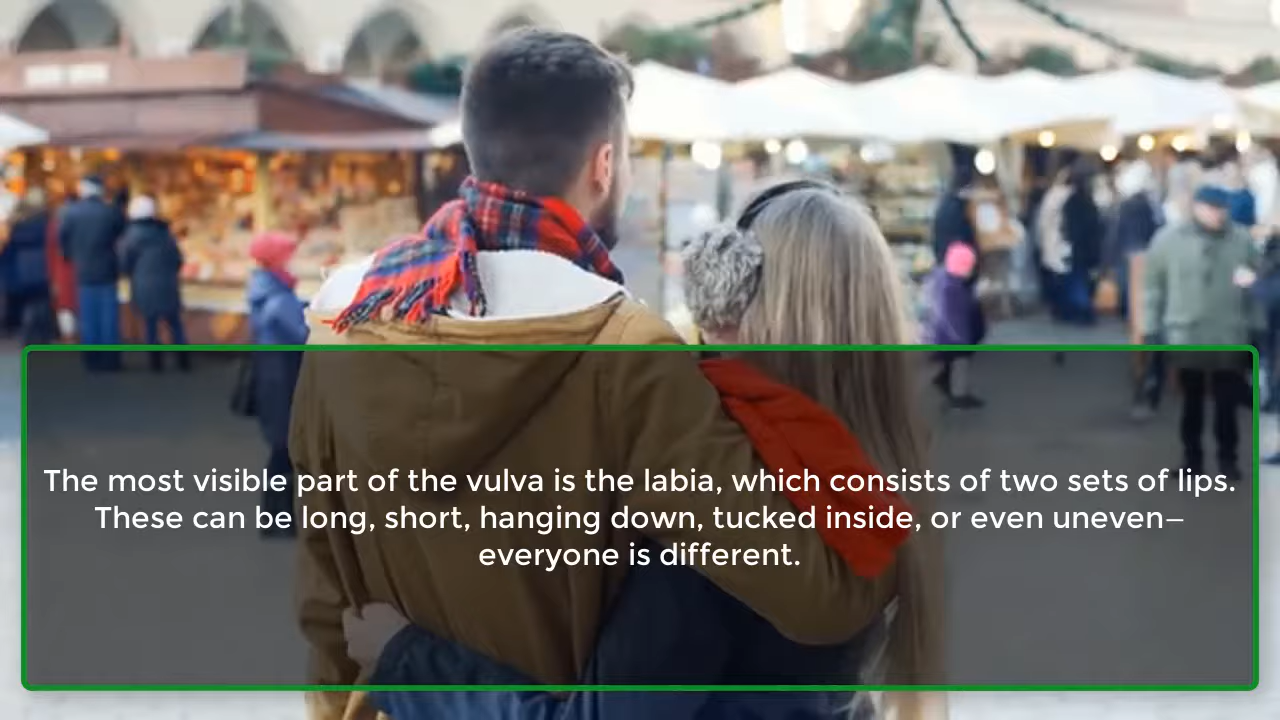 The most visible part of the vulva is the labia, which consists of two sets of lips.
These can be long, short, hanging down, tucked inside, or even uneven—
everyone is different.